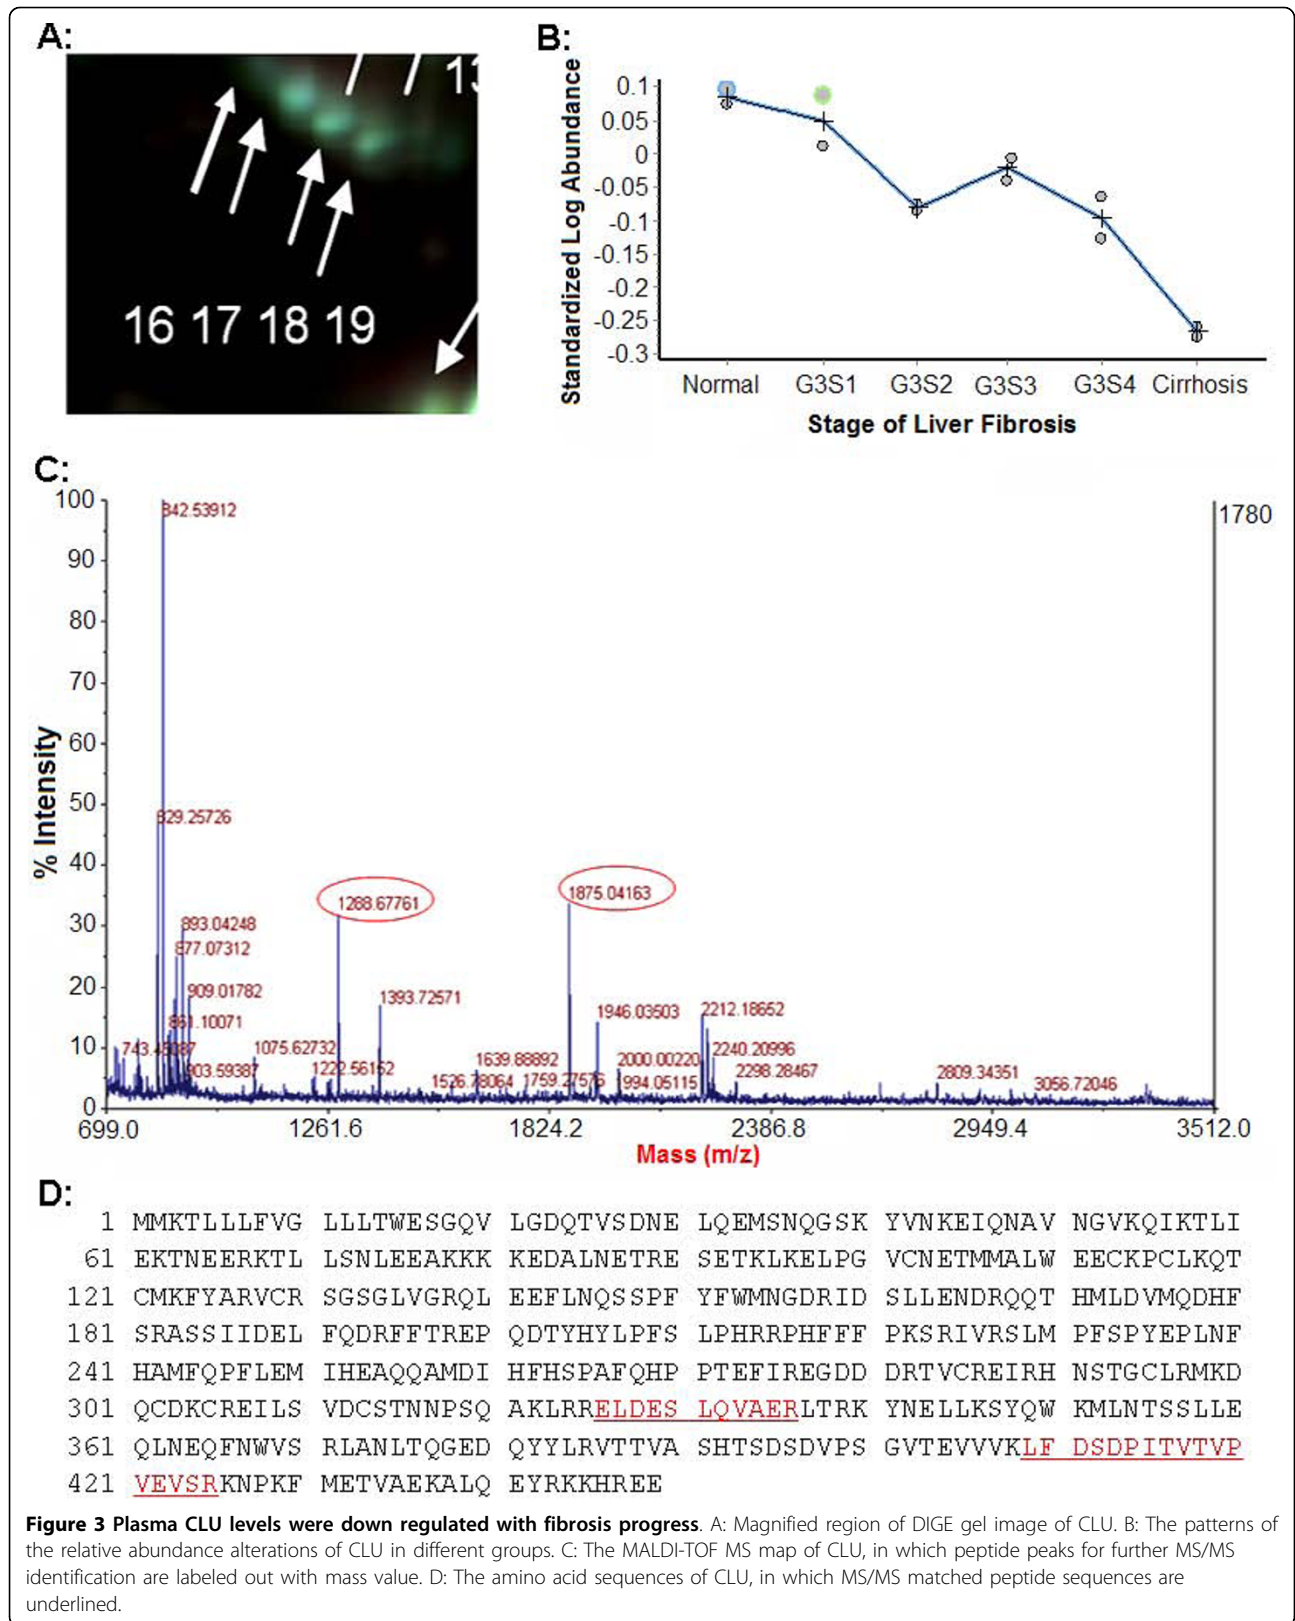 A:
13
16 17 18 19
B:
Standardized Log Abundance
0.1
0.05
0
-0.05
-0.1
-0.15
-0.2
-0.25
-0.3
Normal G3S1 G3S2 G3S3 G3S4 Cirrhosis
Stage of Liver Fibrosis
C:
% Intensity
100
90
80
70
60
50
40
30
20
10
0
1780
842.53912
829.25726
1288.67761
1875.04163
893.04248
877.07312
909.01782
861.10071
743.45087
903.59387
1075.62732
1222.56152
1393.72571
1526.78064
1639.88892
1759.27575
1946.03503
2000.00220
1994.05115
2212.18652
2240.20996
2298.28467
2809.34351
3056.72046
699.0 1261.6 1824.2 2386.8 2949.4 3512.0
Mass (m/z)
D:
1 MMKTLLLFVG LLLTWESGQV LGDQTVSDNE LQEMSNQGSK YVNKEIQNAV NGVKQIKTLI
61 EKTNEERKTL LSNLEEAKKK KEDALNETRE SETKLKELPG VCNETMMALW EECKPCLKQT
121 CMKFYARVCR SGSGLVGRQL EEFLNQSSPF YFWMNGDRID SLLENDRQQT HMLDVMQDHF
181 SRASSIIDEL FQDRFFTREP QDTYHYLPFS LPHRRPHFFF PKSRIVRSLM PFSPYEPLNF
241 HAMFQPFLEM IHEAQQAMDI HFHSPAFQHP PTEFIREGDD DRTVCREIRH NSTGCLRMKD
301 QCDKCREILS VDCSTNNPSQ AKLRRELDES LQVAERLTRK YNELLKSYQW KMLNTSSLLE
361 QLNEQFNWVS RLANLTQGED QYYLRVTTVA SHTSDSDVPS GVTEVVVKLF DSDPITVTVP
421 VEVSRKNPKF METVAEKALQ EYRKKHREE
Figure 3 Plasma CLU levels were down regulated with fibrosis progress. A: Magnified region of DIGE gel image of CLU. B: The patterns of
the relative abundance alterations of CLU in different groups. C: The MALDI-TOF MS map of CLU, in which peptide peaks for further MS/MS
identification are labeled out with mass value. D: The amino acid sequences of CLU, in which MS/MS matched peptide sequences are
underlined.